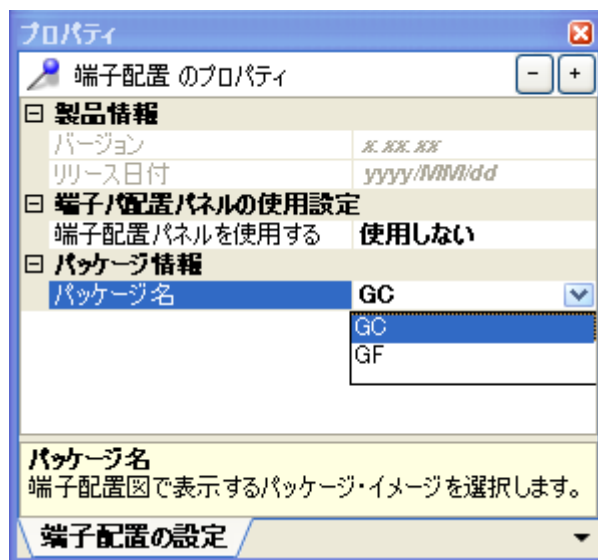 プロパティ
端子配置 のプロパティ
製品情報
バージョン x.xx.xx
リリース日付 yyyy/MM/dd
端子パ配置パネルの使用設定
端子配置パネルを使用する 使用しない
パッケージ情報
パッケージ名 GC
GC
GF
パッケージ名
端子配置図で表示するパッケージ・イメージを選択します。
端子配置の設定